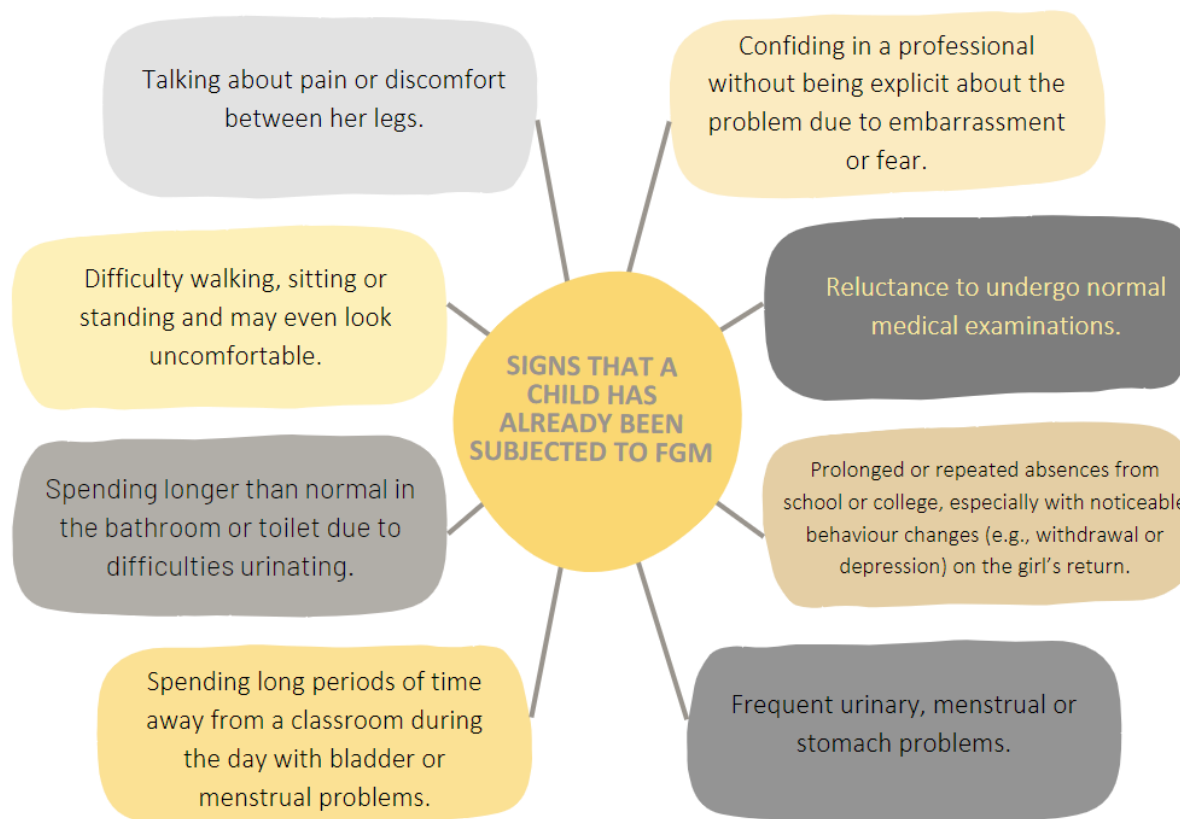 Talking about pain or discomfort
between her legs.
Confiding in a professional
without being explicit about the
problem due to embarrassment
or fear.
Difficulty walking, sitting or
standing and may even look
uncomfortable.
Reluctance to undergo normal
medical examinations.
SIGNS THAT A
CHILD HAS
ALREADY BEEN
SUBJECTED TO FGM
Spending longer than normal in
the bathroom or toilet due to
difficulties urinating.
Prolonged or repeated absences from
school or college, especially with noticeable
behaviour changes (e.g., withdrawal or
depression) on the girl’s return.
Spending long periods of time
away from a classroom during
the day with bladder or
menstrual problems.
Frequent urinary, menstrual or
stomach problems.